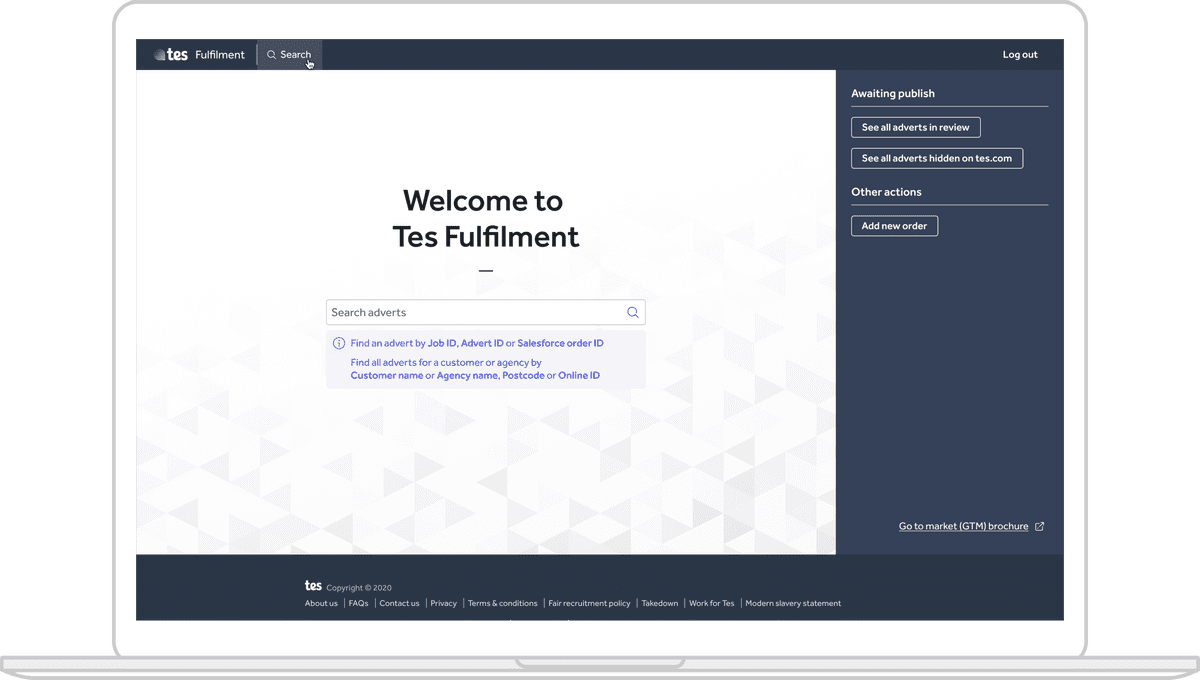 tes Fulfilment Search Log out
Welcome to
Tes Fulfilment
Search adverts
Find an advert by Job ID, Advert ID or Salesforce order ID
Find all adverts for a customer or agency by
Customer name or Agency name, Postcode or Online ID
Awaiting publish
See all adverts in review
See all adverts hidden on tes.com
Other actions
Add new order
Go to market (GTM) brochure
tes Copyright © 2020
About us | FAQs | Contact us | Privacy | Terms & conditions | Fair recruitment policy | Takedown | Work for Tes | Modern slavery statement